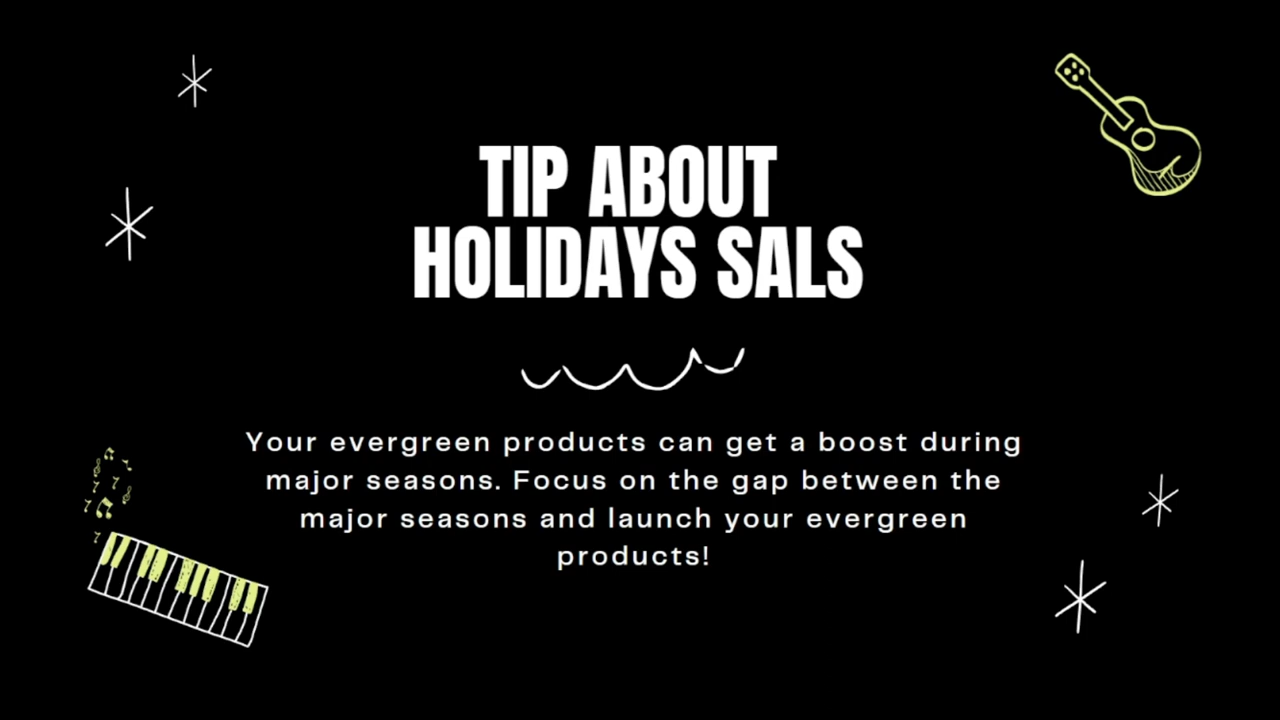 TIP ABOUT
HOLIDAYS SALS
Your evergreen products can get a boost during
major seasons. Focus on the gap between the
major seasons and launch your evergreen
products!